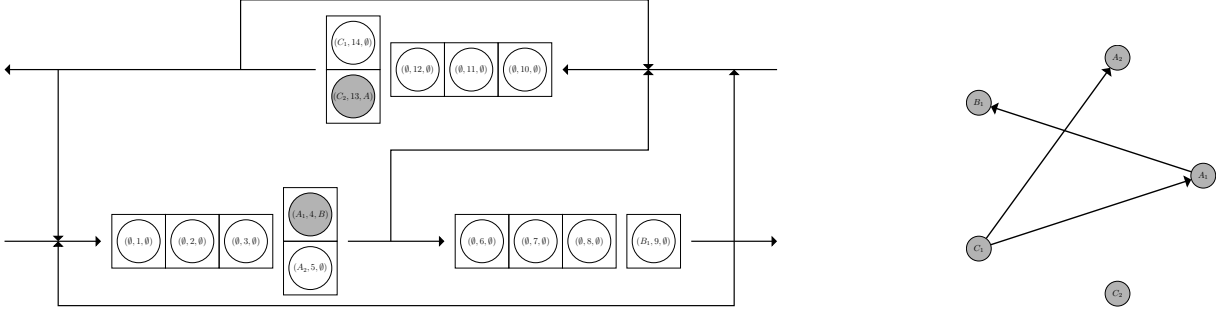 (C₁, 14, ∅)
(∅, 12, ∅) (∅, 11, ∅) (∅, 10, ∅)
(C₂, 13, A)
(A₁, 4, B)
(∅, 1, ∅) (∅, 2, ∅) (∅, 3, ∅)
(∅, 6, ∅) (∅, 7, ∅) (∅, 8, ∅) (B₁, 9, ∅)
(A₂, 5, ∅)
A₂
B₁
A₁
C₁
C₂